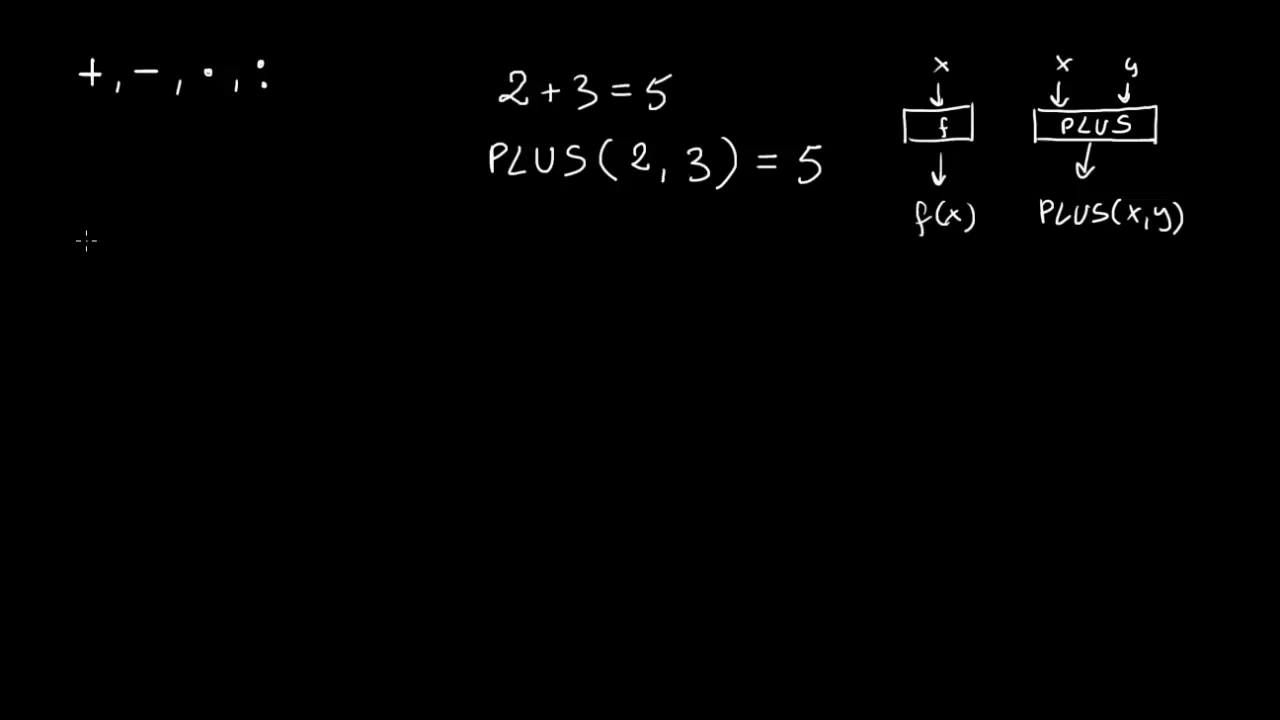 +, −, ·, :
2 + 3 = 5
PLUS(2, 3) = 5
x
f
f(x)
x y
PLUS
PLUS(x,y)